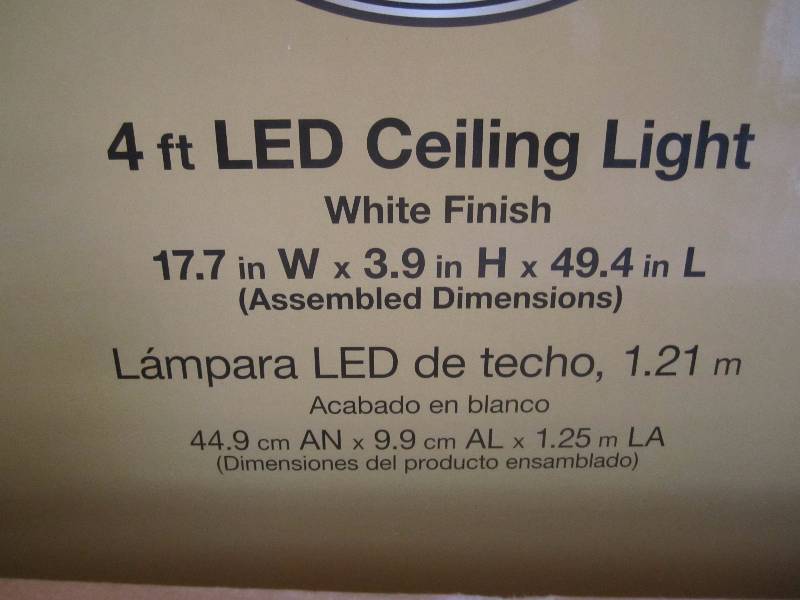 4 ft LED Ceiling Light
White Finish
17.7 in W x 3.9 in H x 49.4 in L
(Assembled Dimensions)
Lámpara LED de techo, 1.21 m
Acabado en blanco
44.9 cm AN x 9.9 cm AL x 1.25 m LA
(Dimensiones del producto ensamblado)